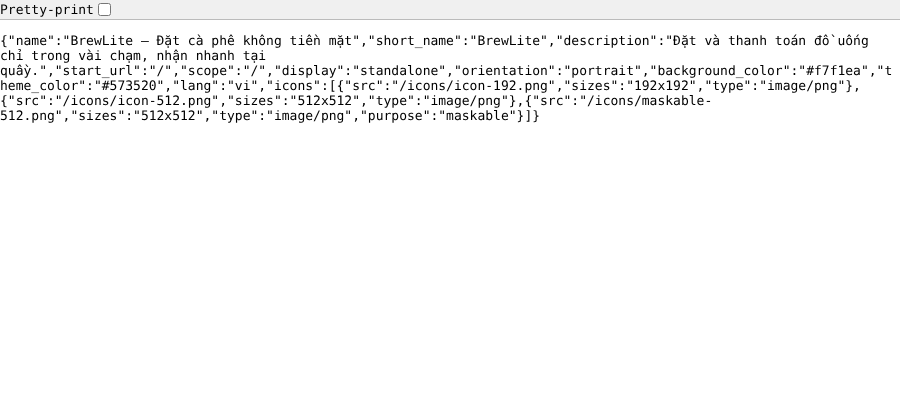 Pretty-print
{"name":"BrewLite — Đặt cà phê không tiền mặt","short_name":"BrewLite","description":"Đặt và thanh toán đồ uống
chỉ trong vài chạm, nhận nhanh tại
quầy.","start_url":"/","scope":"/","display":"standalone","orientation":"portrait","background_color":"#f7f1ea","t
heme_color":"#573520","lang":"vi","icons":[{"src":"/icons/icon-192.png","sizes":"192x192","type":"image/png"},
{"src":"/icons/icon-512.png","sizes":"512x512","type":"image/png"},{"src":"/icons/maskable-
512.png","sizes":"512x512","type":"image/png","purpose":"maskable"}]}